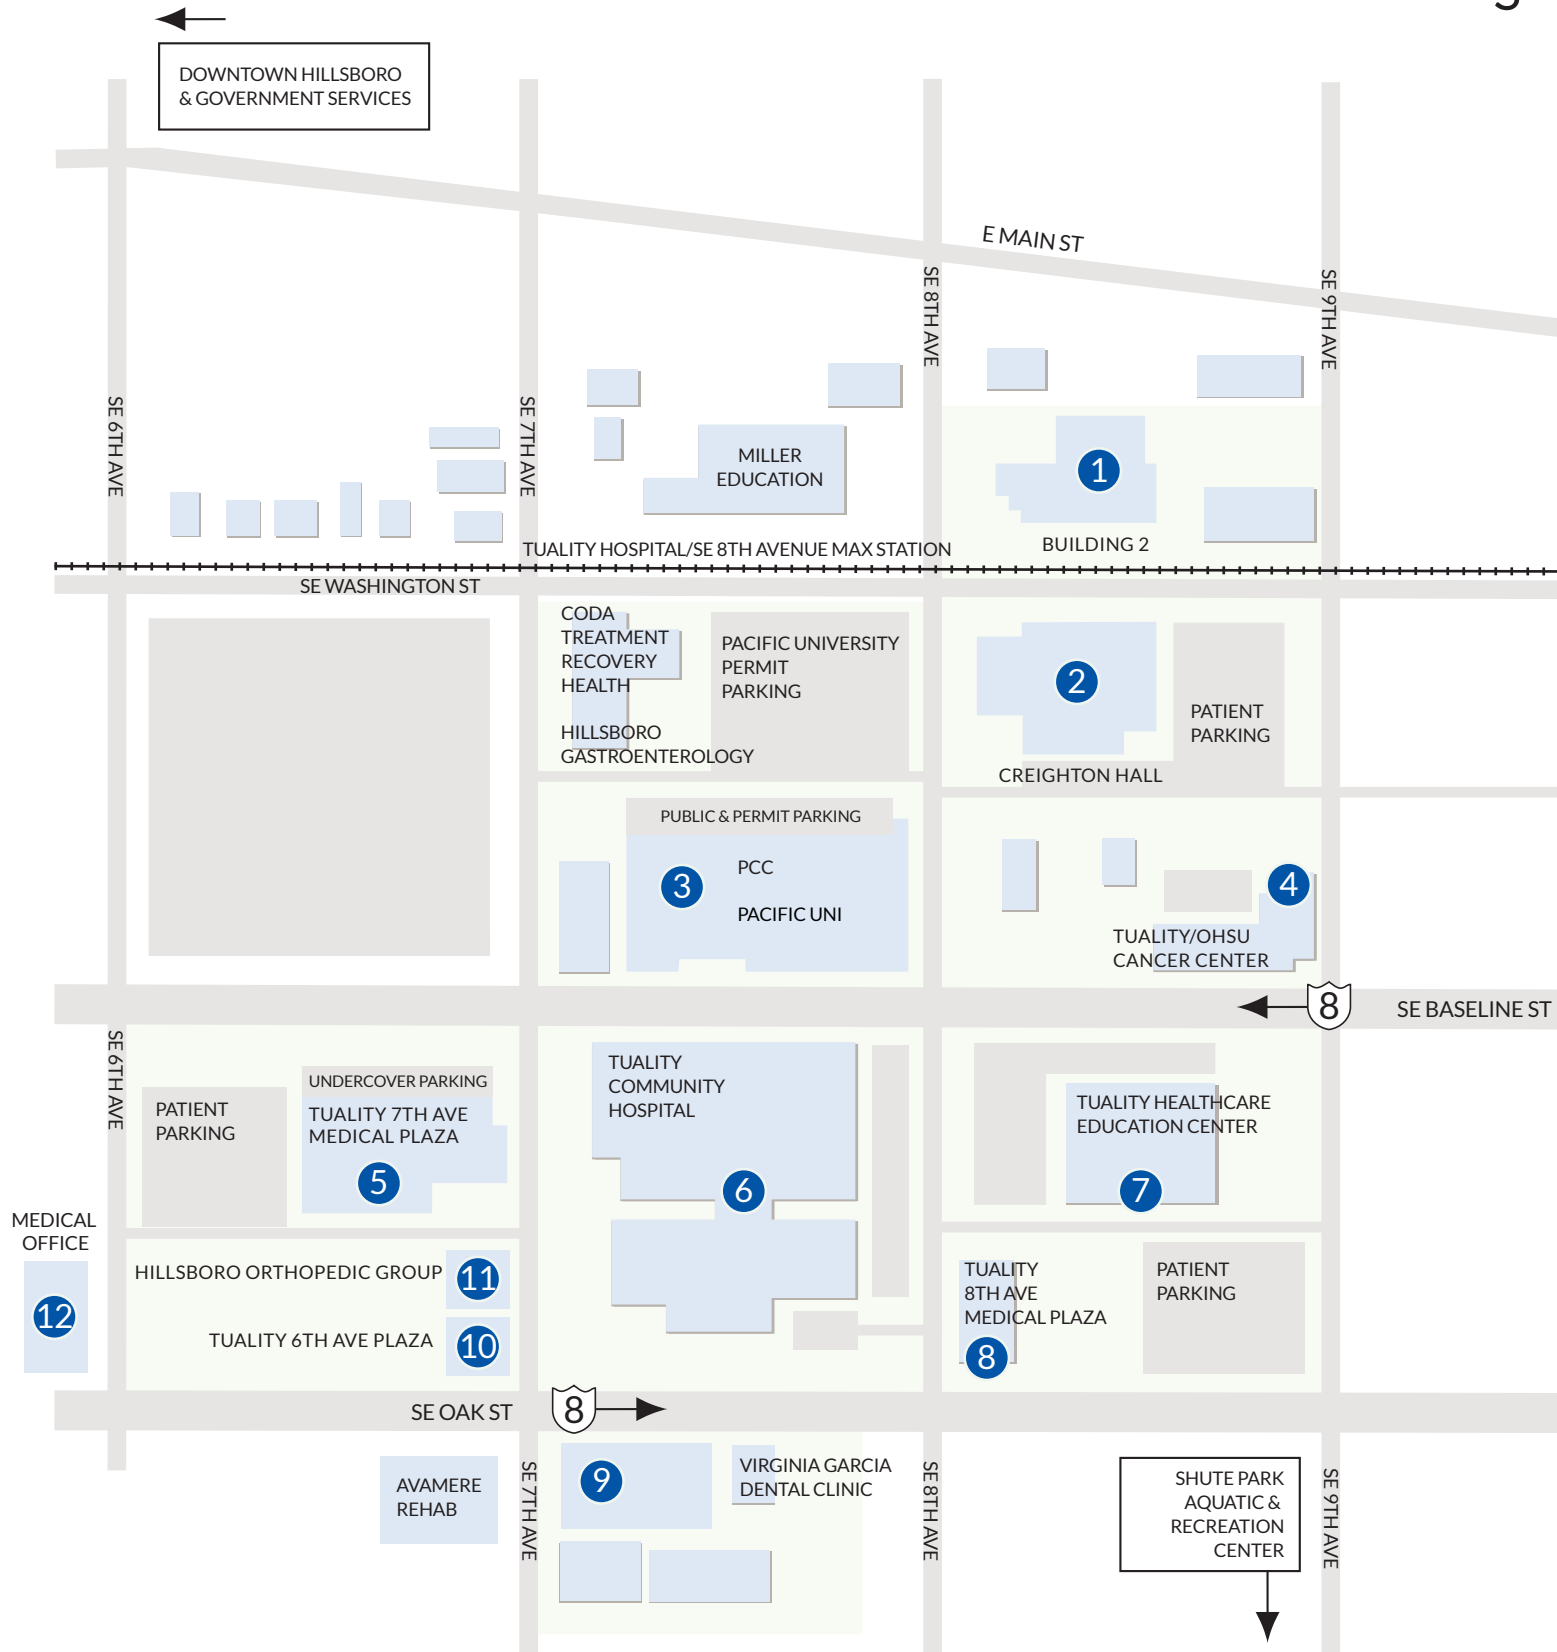 DOWNTOWN HILLSBORO
& GOVERNMENT SERVICES
E MAIN ST
SE 8TH AVE
SE 9TH AVE
SE 6TH AVE
SE 7TH AVE
MILLER
EDUCATION
1
TUALITY HOSPITAL/SE 8TH AVENUE MAX STATION
BUILDING 2
SE WASHINGTON ST
CODA
TREATMENT
RECOVERY
HEALTH
HILLSBORO
GASTROENTEROLOGY
PACIFIC UNIVERSITY
PERMIT
PARKING
2
PATIENT
PARKING
CREIGHTON HALL
PUBLIC & PERMIT PARKING
3
PCC
PACIFIC UNI
4
TUALITY/OHSU
CANCER CENTER
8
SE BASELINE ST
SE 6TH AVE
PATIENT
PARKING
UNDERCOVER PARKING
TUALITY 7TH AVE
MEDICAL PLAZA
5
TUALITY
COMMUNITY
HOSPITAL
6
TUALITY HEALTHCARE
EDUCATION CENTER
7
MEDICAL
OFFICE
12
HILLSBORO ORTHOPEDIC GROUP
11
TUALITY 6TH AVE PLAZA
10
TUALITY
8TH AVE
MEDICAL PLAZA
8
PATIENT
PARKING
SE OAK ST
8
AVAMERE
REHAB
SE 7TH AVE
9
VIRGINIA GARCIA
DENTAL CLINIC
SE 8TH AVE
SHUTE PARK
AQUATIC &
RECREATION
CENTER
SE 9TH AVE